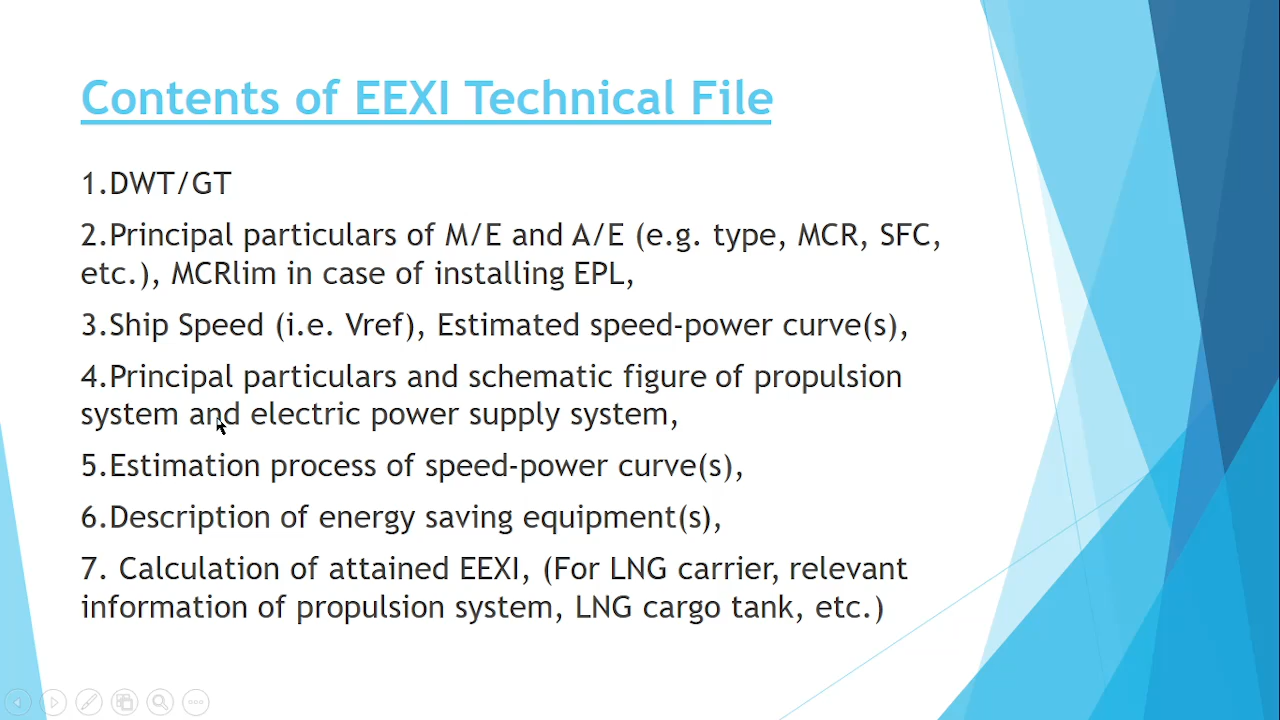 Contents of EEXI Technical File
1.DWT/GT
2.Principal particulars of M/E and A/E (e.g. type, MCR, SFC,
etc.), MCRlim in case of installing EPL,
3.Ship Speed (i.e. Vref), Estimated speed-power curve(s),
4.Principal particulars and schematic figure of propulsion
system and electric power supply system,
5.Estimation process of speed-power curve(s),
6.Description of energy saving equipment(s),
7. Calculation of attained EEXI, (For LNG carrier, relevant
information of propulsion system, LNG cargo tank, etc.)